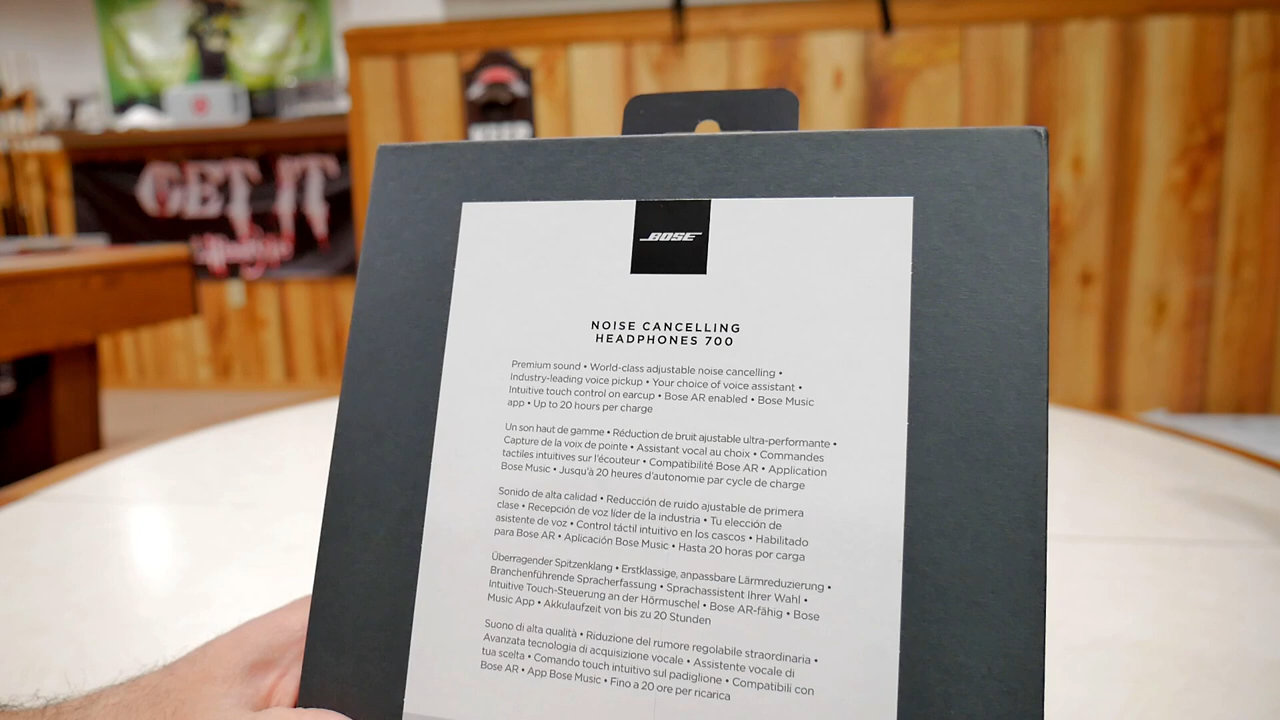 GET IT
BOSE
NOISE CANCELLING
HEADPHONES 700
Premium sound • World-class adjustable noise cancelling •
Industry-leading voice pickup • Your choice of voice assistant •
Intuitive touch control on earcup • Bose AR enabled • Bose Music
app • Up to 20 hours per charge
Un son haut de gamme • Réduction de bruit ajustable ultra-performante •
Capture de la voix de pointe • Assistant vocal au choix • Commandes
tactiles intuitives sur l'écouteur • Compatibilité Bose AR • Application
Bose Music • Jusqu'à 20 heures d'autonomie par cycle de charge
Sonido de alta calidad • Reducción de ruido ajustable de primera
clase • Recepción de voz líder de la industria • Tu elección de
asistente de voz • Control táctil intuitivo en los cascos • Habilitado
para Bose AR • Aplicación Bose Music • Hasta 20 horas por carga
Überragender Spitzenklang • Erstklassige, anpassbare Lärmreduzierung •
Branchenführende Spracherfassung • Sprachassistent Ihrer Wahl •
Intuitive Touch-Steuerung an der Hörmuschel • Bose AR-fähig • Bose
Music App • Akkulaufzeit von bis zu 20 Stunden
Suono di alta qualità • Riduzione del rumore regolabile straordinaria •
Avanzata tecnologia di acquisizione vocale • Assistente vocale di
tua scelta • Comando touch intuitivo sul padiglione • Compatibili con
Bose AR • App Bose Music • Fino a 20 ore per ricarica